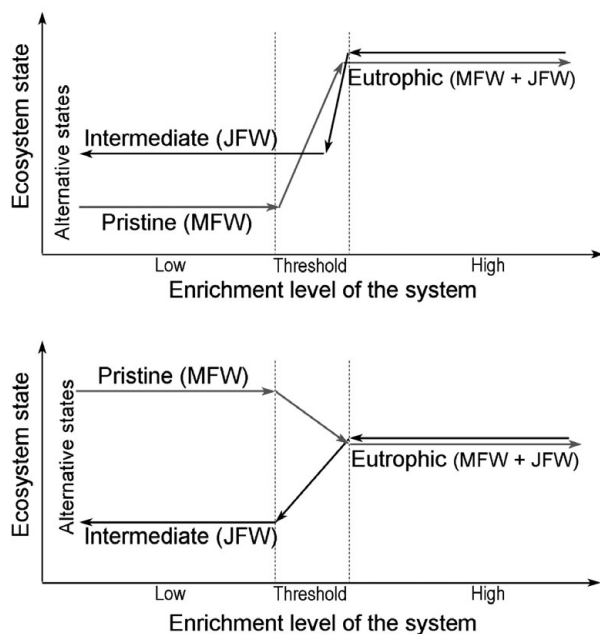 Ecosystem state
Alternative states
Eutrophic (MFW + JFW)
Intermediate (JFW)
Pristine (MFW)
Low
Threshold
High
Enrichment level of the system
Ecosystem state
Alternative states
Pristine (MFW)
Eutrophic (MFW + JFW)
Intermediate (JFW)
Low
Threshold
High
Enrichment level of the system